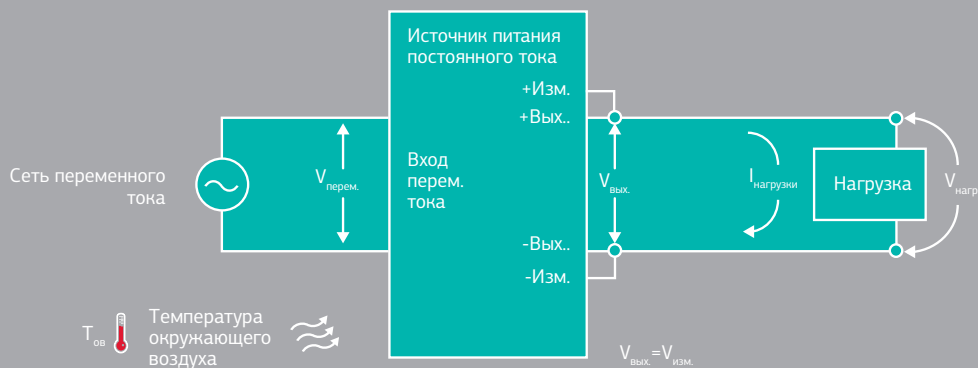 Источник питания
постоянного тока
+Изм.
+Вых..
Сеть переменного
тока
Vперем.
Вход
перем.
тока
Vвых.
Iнагрузки
Нагрузка
Vнагр
-Вых..
-Изм.
Tов
Температура
окружающего
воздуха
Vвых.=Vизм.